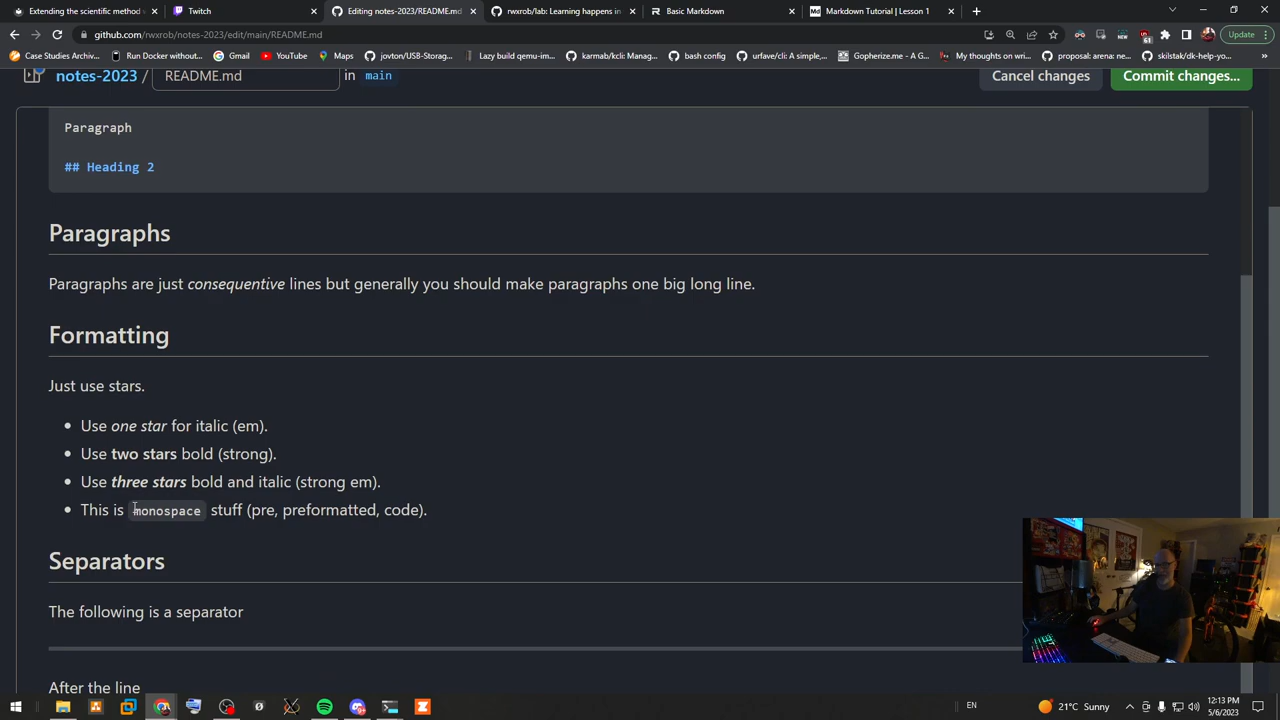 Extending the scientific method
Twitch
Editing notes-2023/README.md
rwxrob/lab: Learning happens in
Basic Markdown
Markdown Tutorial | Lesson 1
github.com/rwxrob/notes-2023/edit/main/README.md
Update
Case Studies Archiv...
Run Docker without...
Gmail
YouTube
Maps
joyton/USB-Storag...
Lazy build qemu-im...
karmab/kcli: Manag...
urfave/cli: A simple,...
Gopherize.me - A G...
bash config
My thoughts on wri...
proposal: arena: ne...
skilstak/dk-help-yo...
notes-2023 / README.md in main
Cancel changes
Commit changes...
Paragraph
## Heading 2
Paragraphs
Paragraphs are just consequentive lines but generally you should make paragraphs one big long line.
Formatting
Just use stars.
Use one star for italic (em).
Use two stars bold (strong).
Use three stars bold and italic (strong em).
This is monospace stuff (pre, preformatted, code).
Separators
The following is a separator
After the line
21°C Sunny
EN
12:13 PM
5/6/2023